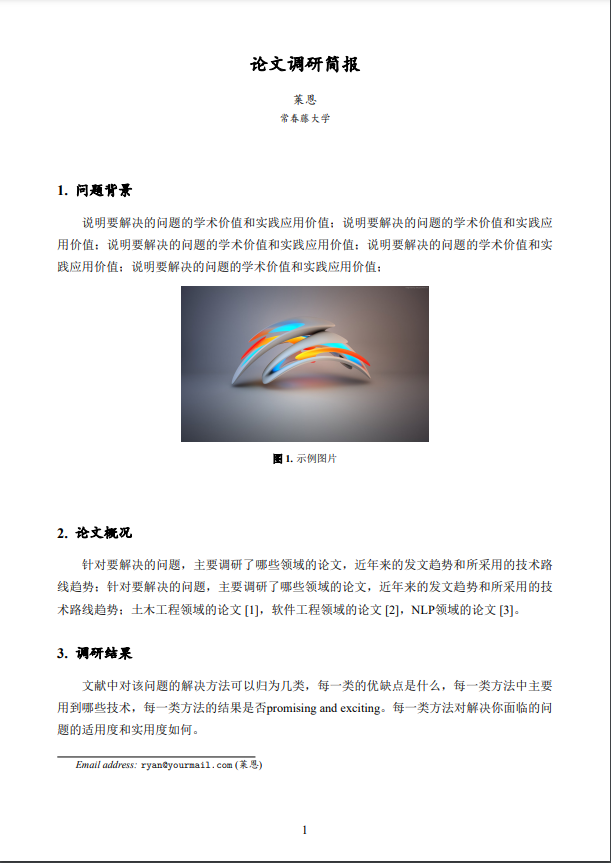 论文调研简报
莱恩
常春藤大学
1. 问题背景
说明要解决的问题的学术价值和实践应用价值；说明要解决的问题的学术价值和实践应
用价值；说明要解决的问题的学术价值和实践应用价值；说明要解决的问题的学术价值和实
践应用价值；说明要解决的问题的学术价值和实践应用价值；
图 1. 示例图片
2. 论文概况
针对要解决的问题，主要调研了哪些领域的论文，近年来的发文趋势和所采用的技术路
线趋势；针对要解决的问题，主要调研了哪些领域的论文，近年来的发文趋势和所采用的技
术路线趋势；土木工程领域的论文 [1]，软件工程领域的论文 [2]，NLP领域的论文 [3]。
3. 调研结果
文献中对该问题的解决方法可以归为几类，每一类的优缺点是什么，每一类方法中主要
用到哪些技术，每一类方法的结果是否promising and exciting。每一类方法对解决你面临的问
题的适用度和实用度如何。
Email address: ryan@yourmail.com (莱恩)
1